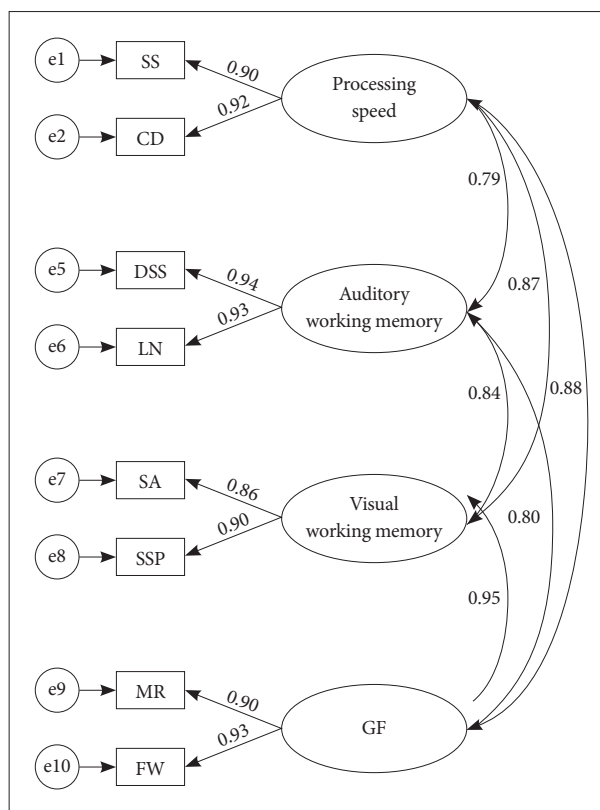 e1
SS
0.90
Processing
speed
0.92
e2
CD
0.79
e5
DSS
0.94
Auditory
working memory
0.87
0.93
e6
LN
0.84
0.88
e7
SA
0.86
Visual
working memory
0.80
0.90
e8
SSP
0.95
e9
MR
0.90
GF
0.93
e10
FW